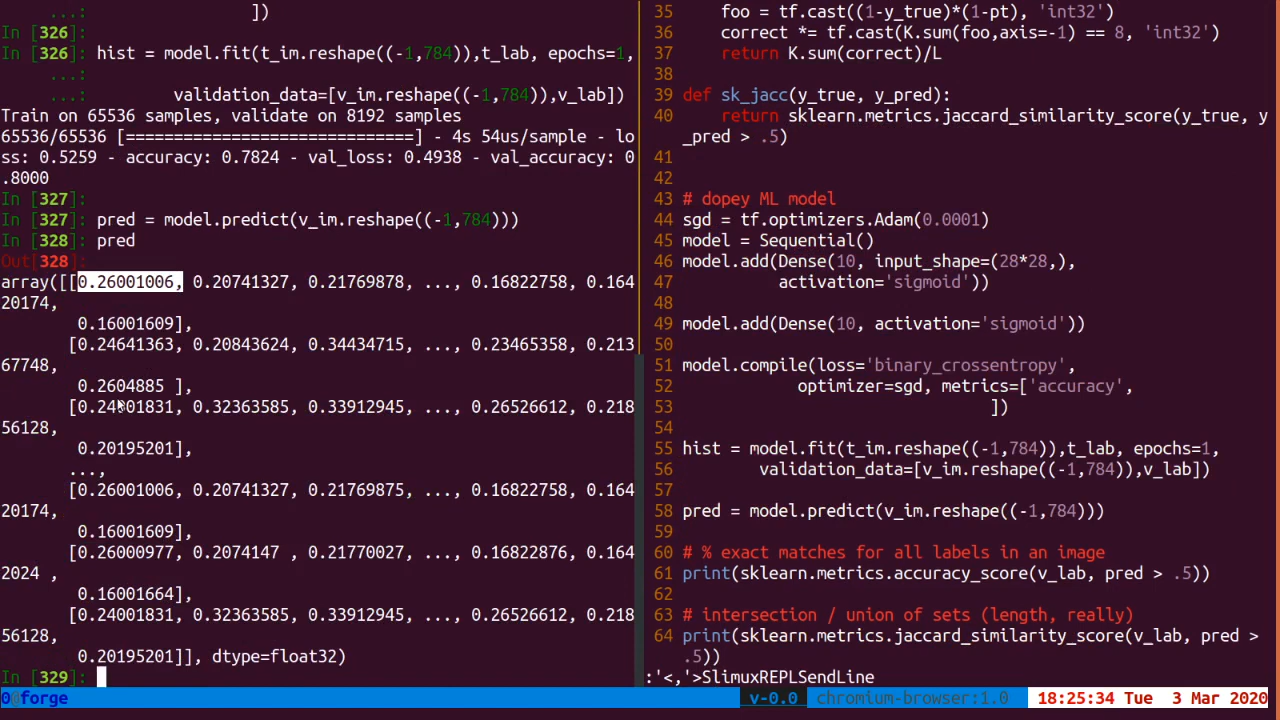 ...:                          ])
In [326]:
In [326]: hist = model.fit(t_im.reshape((-1,784)),t_lab, epochs=1,
...:
...:         validation_data=[v_im.reshape((-1,784)),v_lab])
Train on 65536 samples, validate on 8192 samples
65536/65536 [==============================] - 4s 54us/sample - lo
ss: 0.5259 - accuracy: 0.7824 - val_loss: 0.4938 - val_accuracy: 0
.8000
In [327]:
In [327]: pred = model.predict(v_im.reshape((-1,784)))
In [328]: pred
Out[328]:
array([[0.26001006, 0.20741327, 0.21769878, ..., 0.16822758, 0.164
20174,
        0.16001609],
       [0.24641363, 0.20843624, 0.34434715, ..., 0.23465358, 0.213
67748,
        0.2604885 ],
       [0.24001831, 0.32363585, 0.33912945, ..., 0.26526612, 0.218
56128,
        0.20195201],
       ...,
       [0.26001006, 0.20741327, 0.21769875, ..., 0.16822758, 0.164
20174,
        0.16001609],
       [0.26000977, 0.2074147 , 0.21770027, ..., 0.16822876, 0.164
2024 ,
        0.16001664],
       [0.24001831, 0.32363585, 0.33912945, ..., 0.26526612, 0.218
56128,
        0.20195201]], dtype=float32)
In [329]:
35     foo = tf.cast((1-y_true)*(1-pt), 'int32')
36     correct *= tf.cast(K.sum(foo,axis=-1) == 8, 'int32')
37     return K.sum(correct)/L
38
39 def sk_jacc(y_true, y_pred):
40     return sklearn.metrics.jaccard_similarity_score(y_true, y
_pred > .5)
41
42
43 # dopey ML model
44 sgd = tf.optimizers.Adam(0.0001)
45 model = Sequential()
46 model.add(Dense(10, input_shape=(28*28,),
47           activation='sigmoid'))
48
49 model.add(Dense(10, activation='sigmoid'))
50
51 model.compile(loss='binary_crossentropy',
52             optimizer=sgd, metrics=['accuracy',
53                                 ])
54
55 hist = model.fit(t_im.reshape((-1,784)),t_lab, epochs=1,
56         validation_data=[v_im.reshape((-1,784)),v_lab])
57
58 pred = model.predict(v_im.reshape((-1,784)))
59
60 # % exact matches for all labels in an image
61 print(sklearn.metrics.accuracy_score(v_lab, pred > .5))
62
63 # intersection / union of sets (length, really)
64 print(sklearn.metrics.jaccard_similarity_score(v_lab, pred >
.5))
:'<,'>SlimuxREPLSendLine
0@forge v-0.0 chromium-browser:1.0 18:25:34 Tue  3 Mar 2020